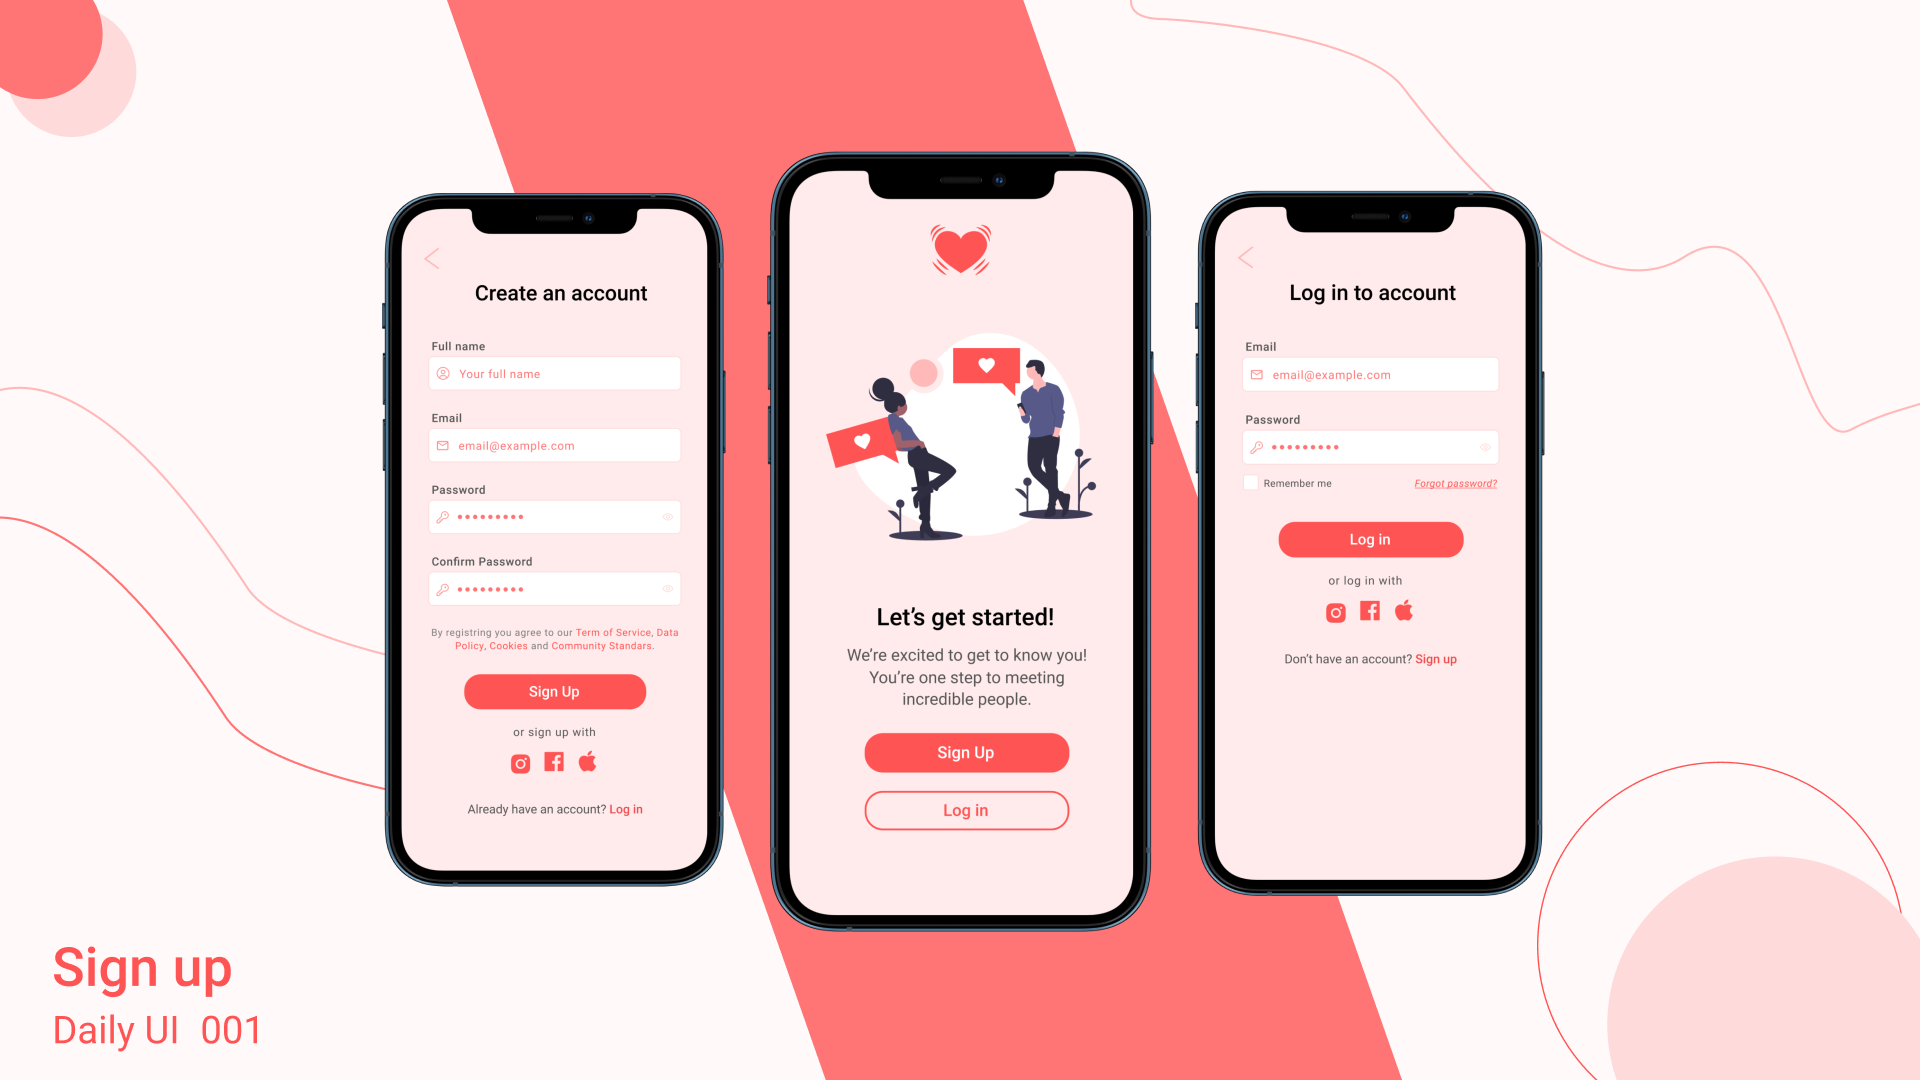 Create an account
Full name
Your full name
Email
email@example.com
Password
Confirm Password
By registring you agree to our Term of Service, Data
Policy, Cookies and Community Standars.
Sign Up
or sign up with
Already have an account? Log in
Let's get started!
We're excited to get to know you!
You're one step to meeting
incredible people.
Sign Up
Log in
Log in to account
Email
email@example.com
Password
Remember me
Forgot password?
Log in
or log in with
Don't have an account? Sign up
Sign up
Daily UI 001